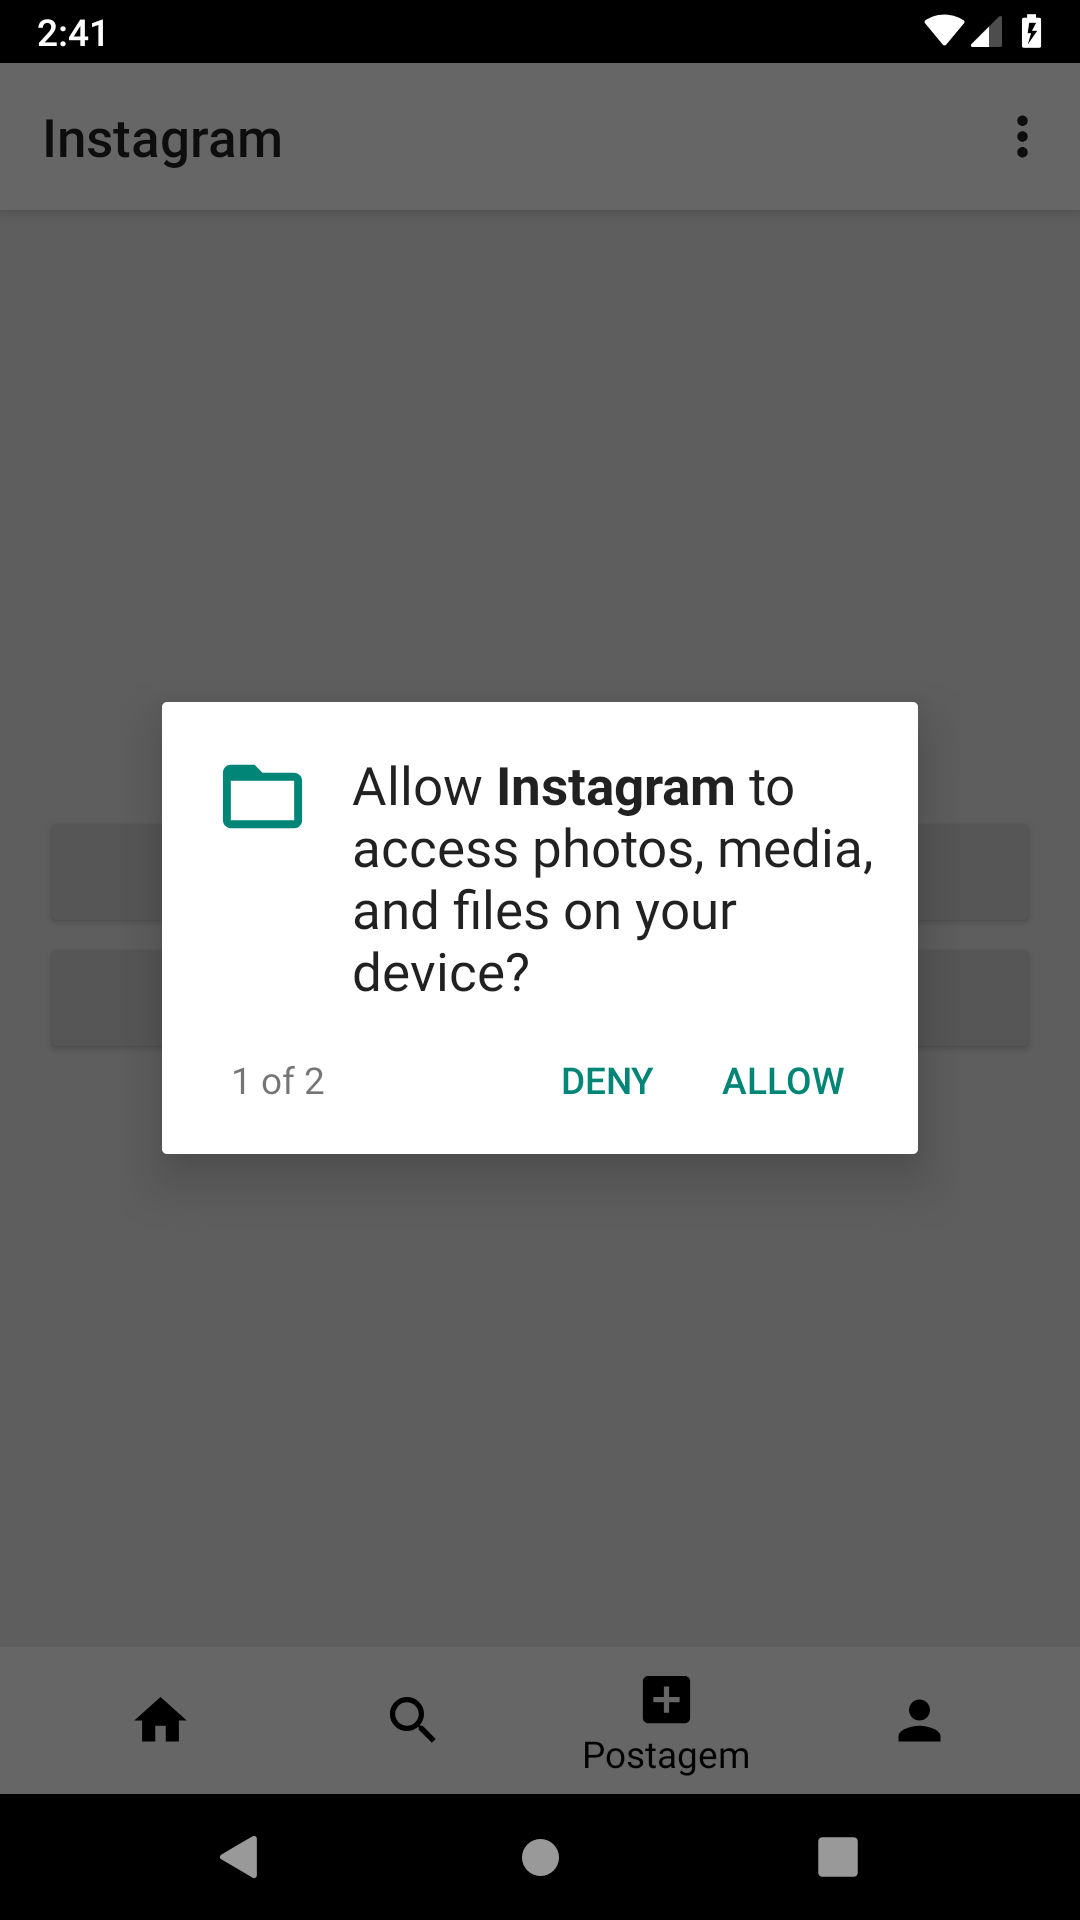 2:41
Instagram
Allow Instagram to
access photos, media,
and files on your
device?
1 of 2
DENY
ALLOW
Postagem